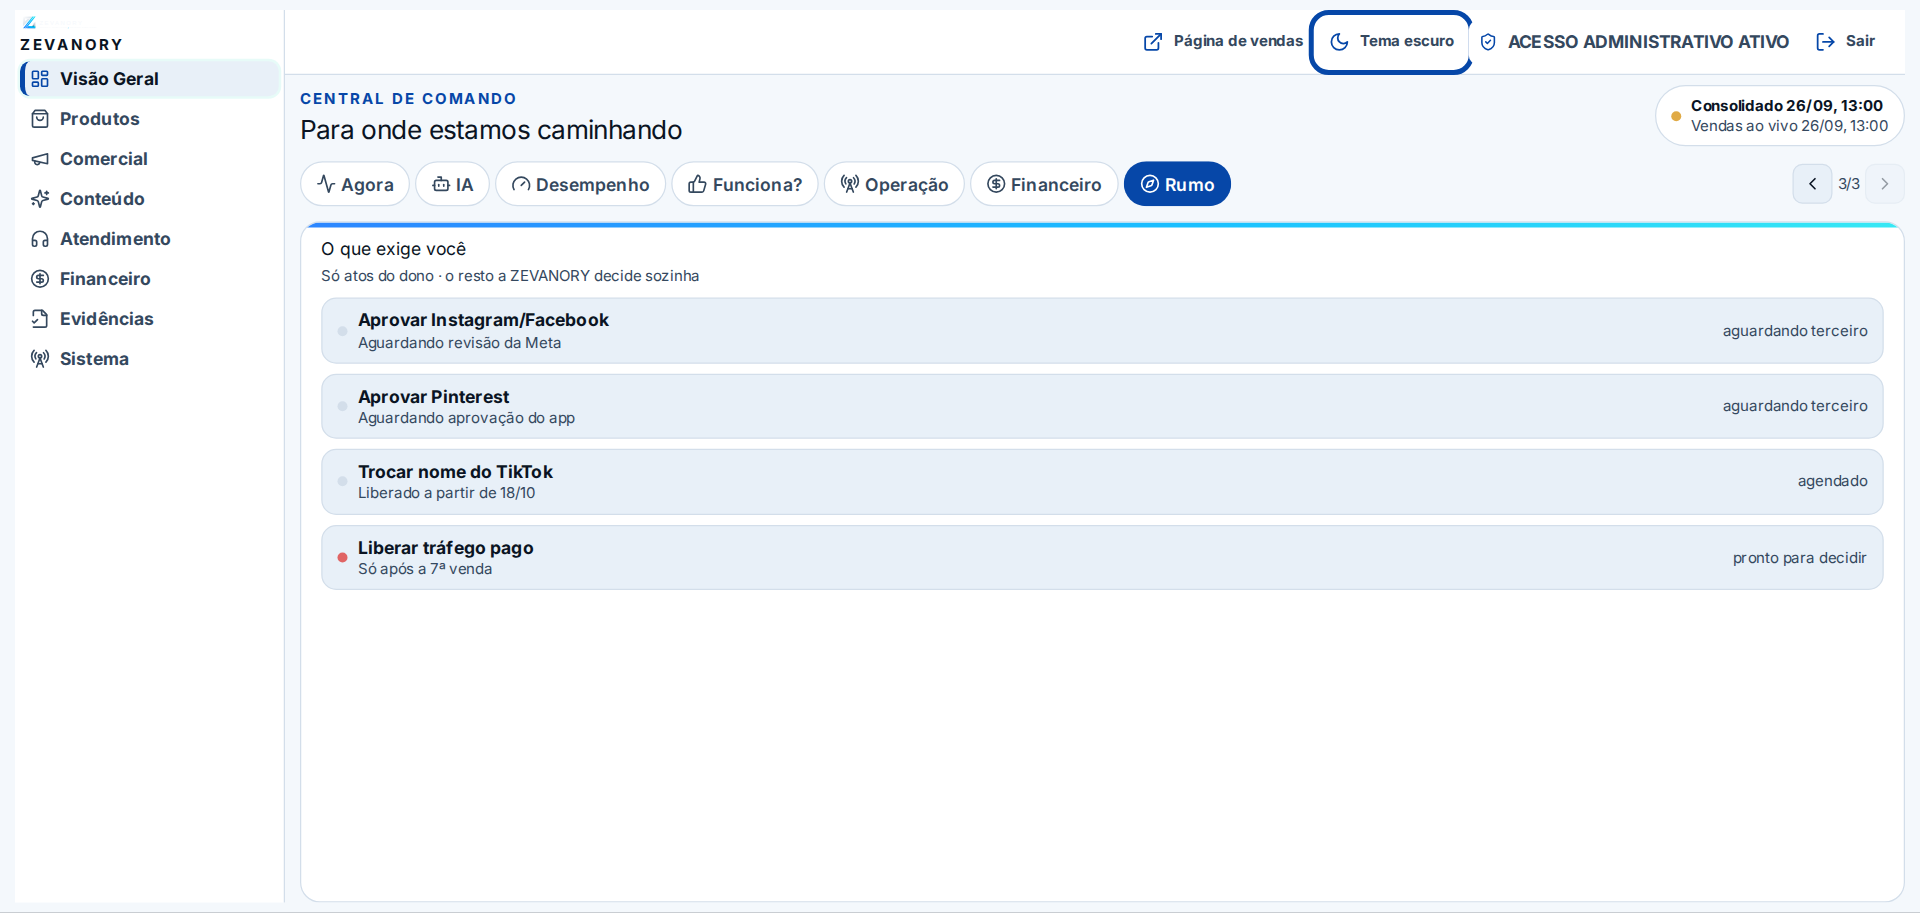 ZEVANORY
Visão Geral
Produtos
Comercial
Conteúdo
Atendimento
Financeiro
Evidências
Sistema
Página de vendas
Tema escuro
ACESSO ADMINISTRATIVO ATIVO
Sair
CENTRAL DE COMANDO
Para onde estamos caminhando
Consolidado 26/09, 13:00
Vendas ao vivo 26/09, 13:00
Agora
IA
Desempenho
Funciona?
Operação
Financeiro
Rumo
3/3
O que exige você
Só atos do dono · o resto a ZEVANORY decide sozinha
Aprovar Instagram/Facebook
Aguardando revisão da Meta
aguardando terceiro
Aprovar Pinterest
Aguardando aprovação do app
aguardando terceiro
Trocar nome do TikTok
Liberado a partir de 18/10
agendado
Liberar tráfego pago
Só após a 7ª venda
pronto para decidir